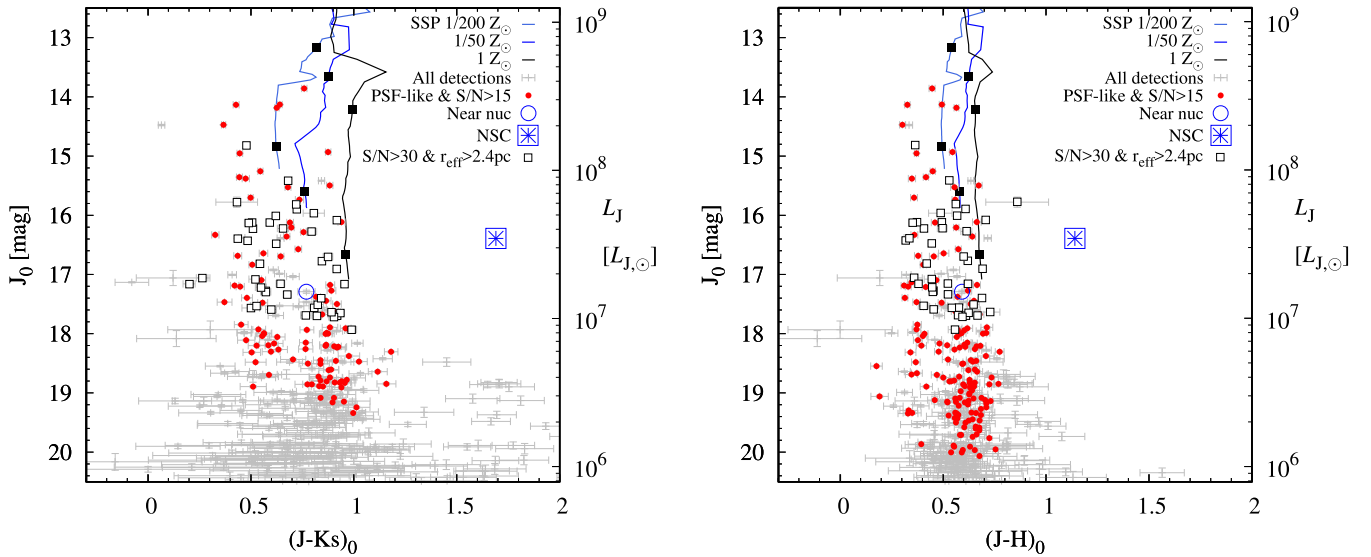 SSP 1/200 Z⊙
1/50 Z⊙
1 Z⊙
All detections
PSF-like & S/N>15
Near nuc
NSC
S/N>30 & r_eff>2.4pc
13
14
15
16
17
18
19
20
J₀ [mag]
10⁹
10⁸
10⁷
10⁶
L_J
[L_J,⊙]
0 0.5 1 1.5 2
(J-Ks)₀
SSP 1/200 Z⊙
1/50 Z⊙
1 Z⊙
All detections
PSF-like & S/N>15
Near nuc
NSC
S/N>30 & r_eff>2.4pc
13
14
15
16
17
18
19
20
J₀ [mag]
10⁹
10⁸
10⁷
10⁶
L_J
[L_J,⊙]
0 0.5 1 1.5 2
(J-H)₀